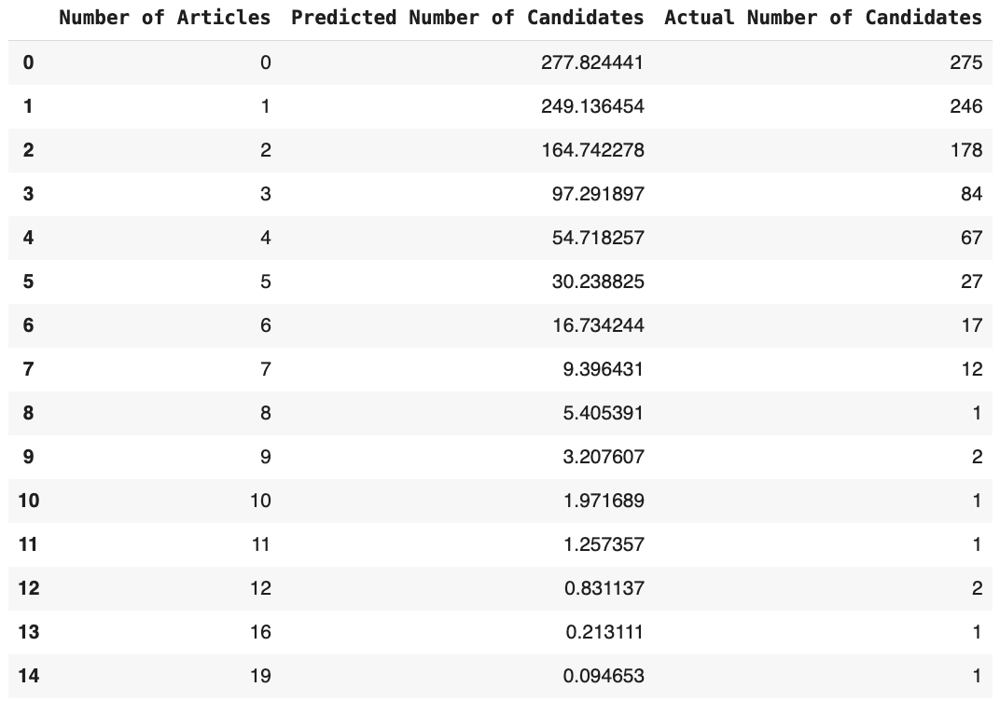 Number of Articles Predicted Number of Candidates Actual Number of Candidates
0 0 277.824441 275
1 1 249.136454 246
2 2 164.742278 178
3 3 97.291897 84
4 4 54.718257 67
5 5 30.238825 27
6 6 16.734244 17
7 7 9.396431 12
8 8 5.405391 1
9 9 3.207607 2
10 10 1.971689 1
11 11 1.257357 1
12 12 0.831137 2
13 16 0.213111 1
14 19 0.094653 1